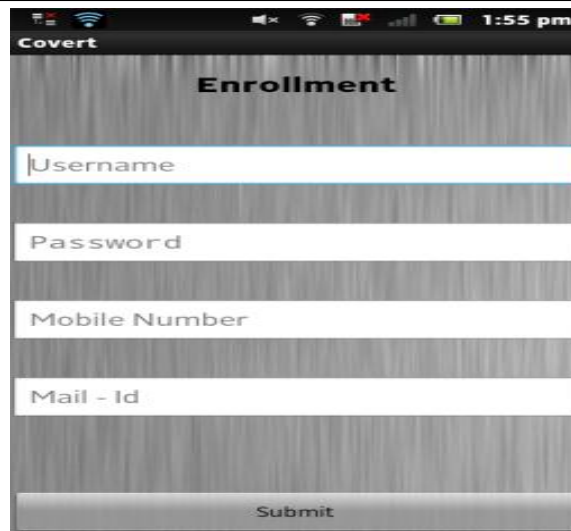 1:55 pm
Covert
Enrollment
Username
Password
Mobile Number
Mail - Id
Submit